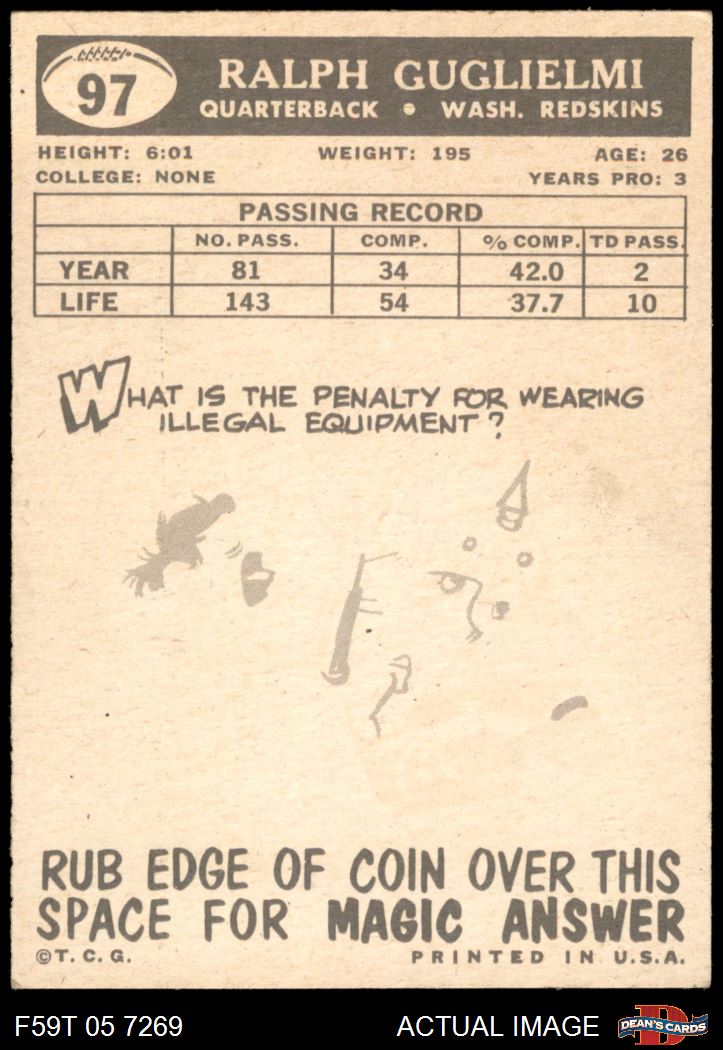 97
RALPH GUGLIELMI
QUARTERBACK • WASH. REDSKINS
HEIGHT: 6:01 WEIGHT: 195 AGE: 26
COLLEGE: NONE YEARS PRO: 3
PASSING RECORD
NO. PASS. COMP. % COMP. TD PASS.
YEAR 81 34 42.0 2
LIFE 143 54 37.7 10
WHAT IS THE PENALTY FOR WEARING
ILLEGAL EQUIPMENT?
RUB EDGE OF COIN OVER THIS
SPACE FOR MAGIC ANSWER
©T. C. G. PRINTED IN U.S.A.
F59T 05 7269 ACTUAL IMAGE D DEAN'S CARDS